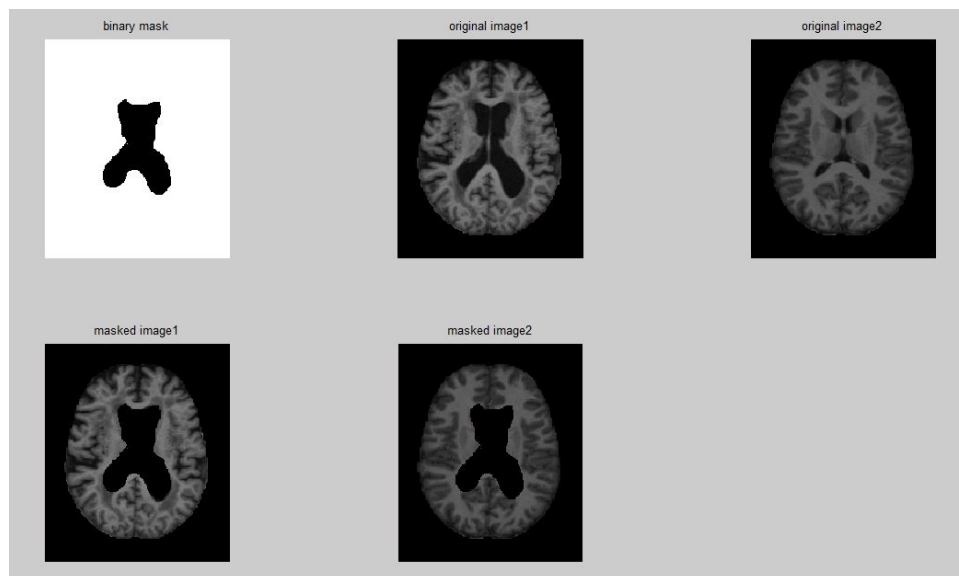 binary mask
original image1
original image2
masked image1
masked image2